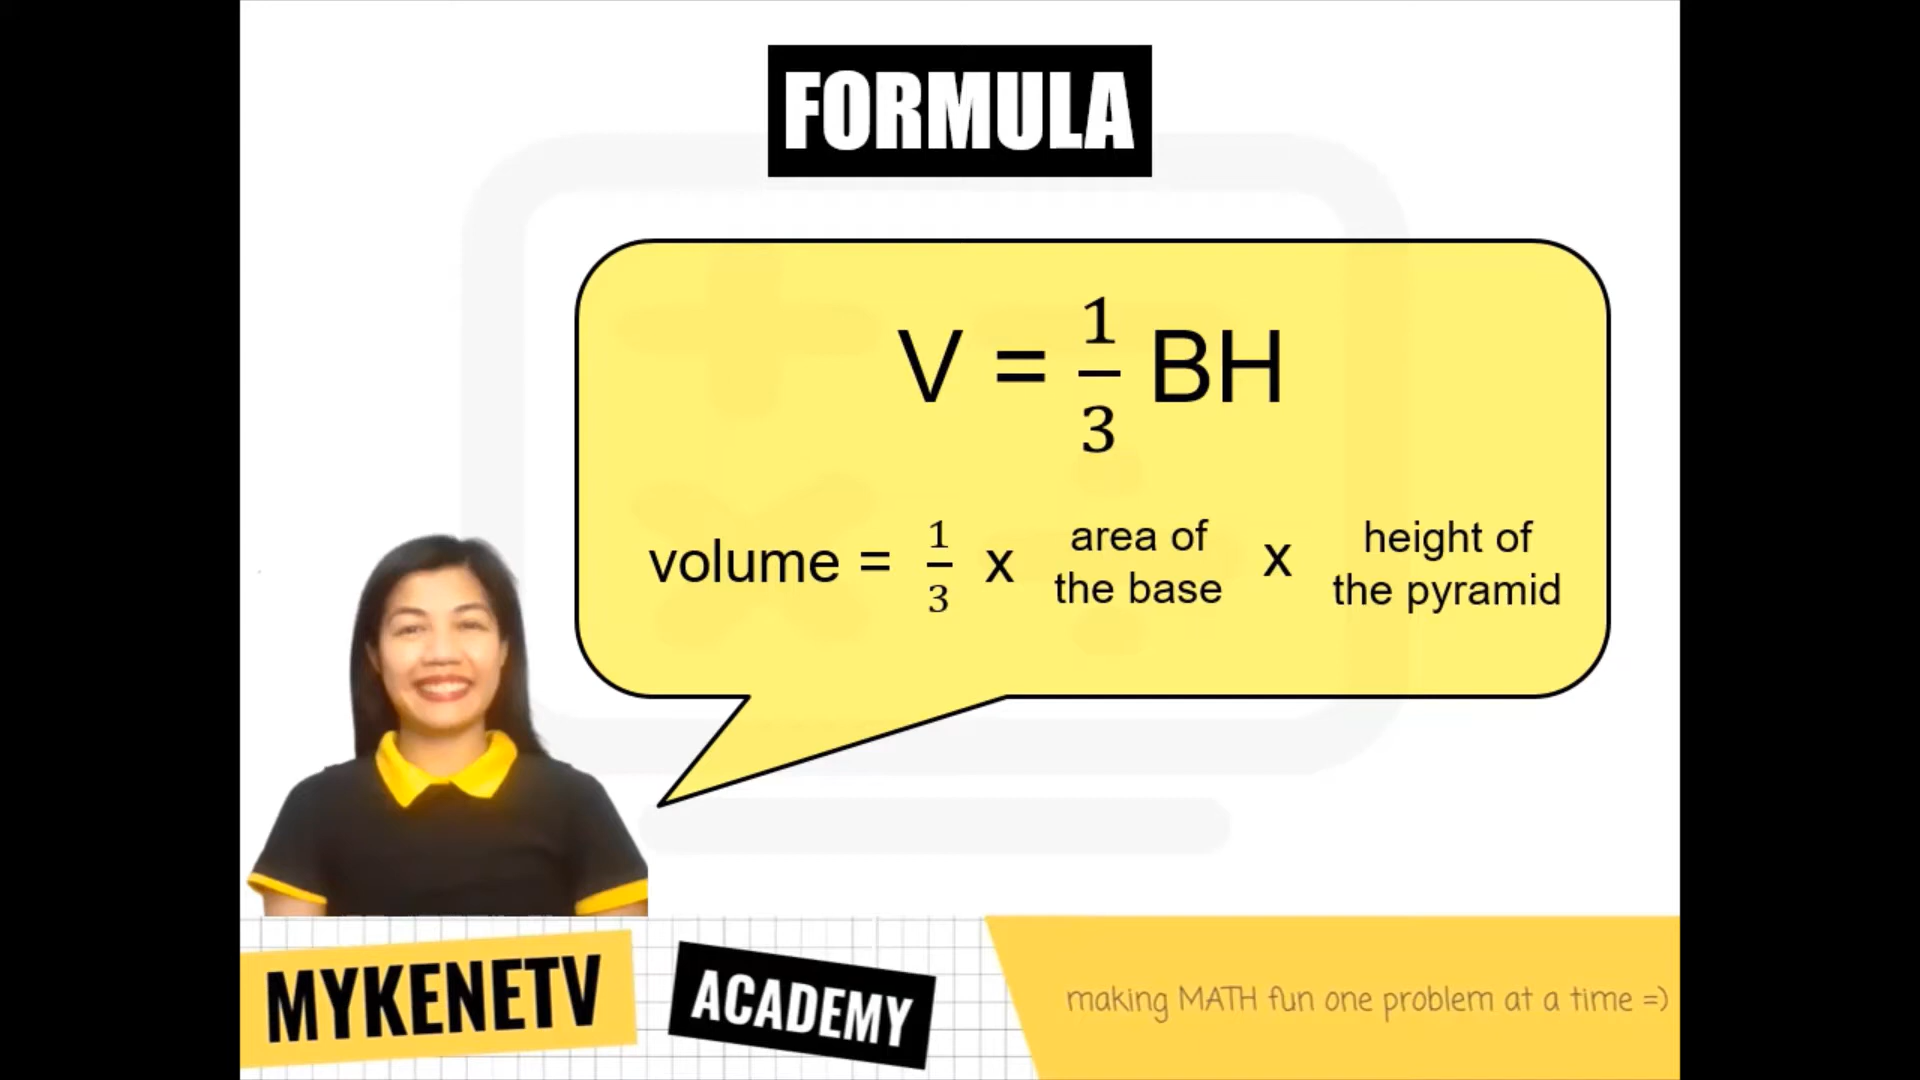 FORMULA
V = 1/3 BH
volume = 1/3 x area of the base x height of the pyramid
MYKENETV ACADEMY
making MATH fun one problem at a time =)